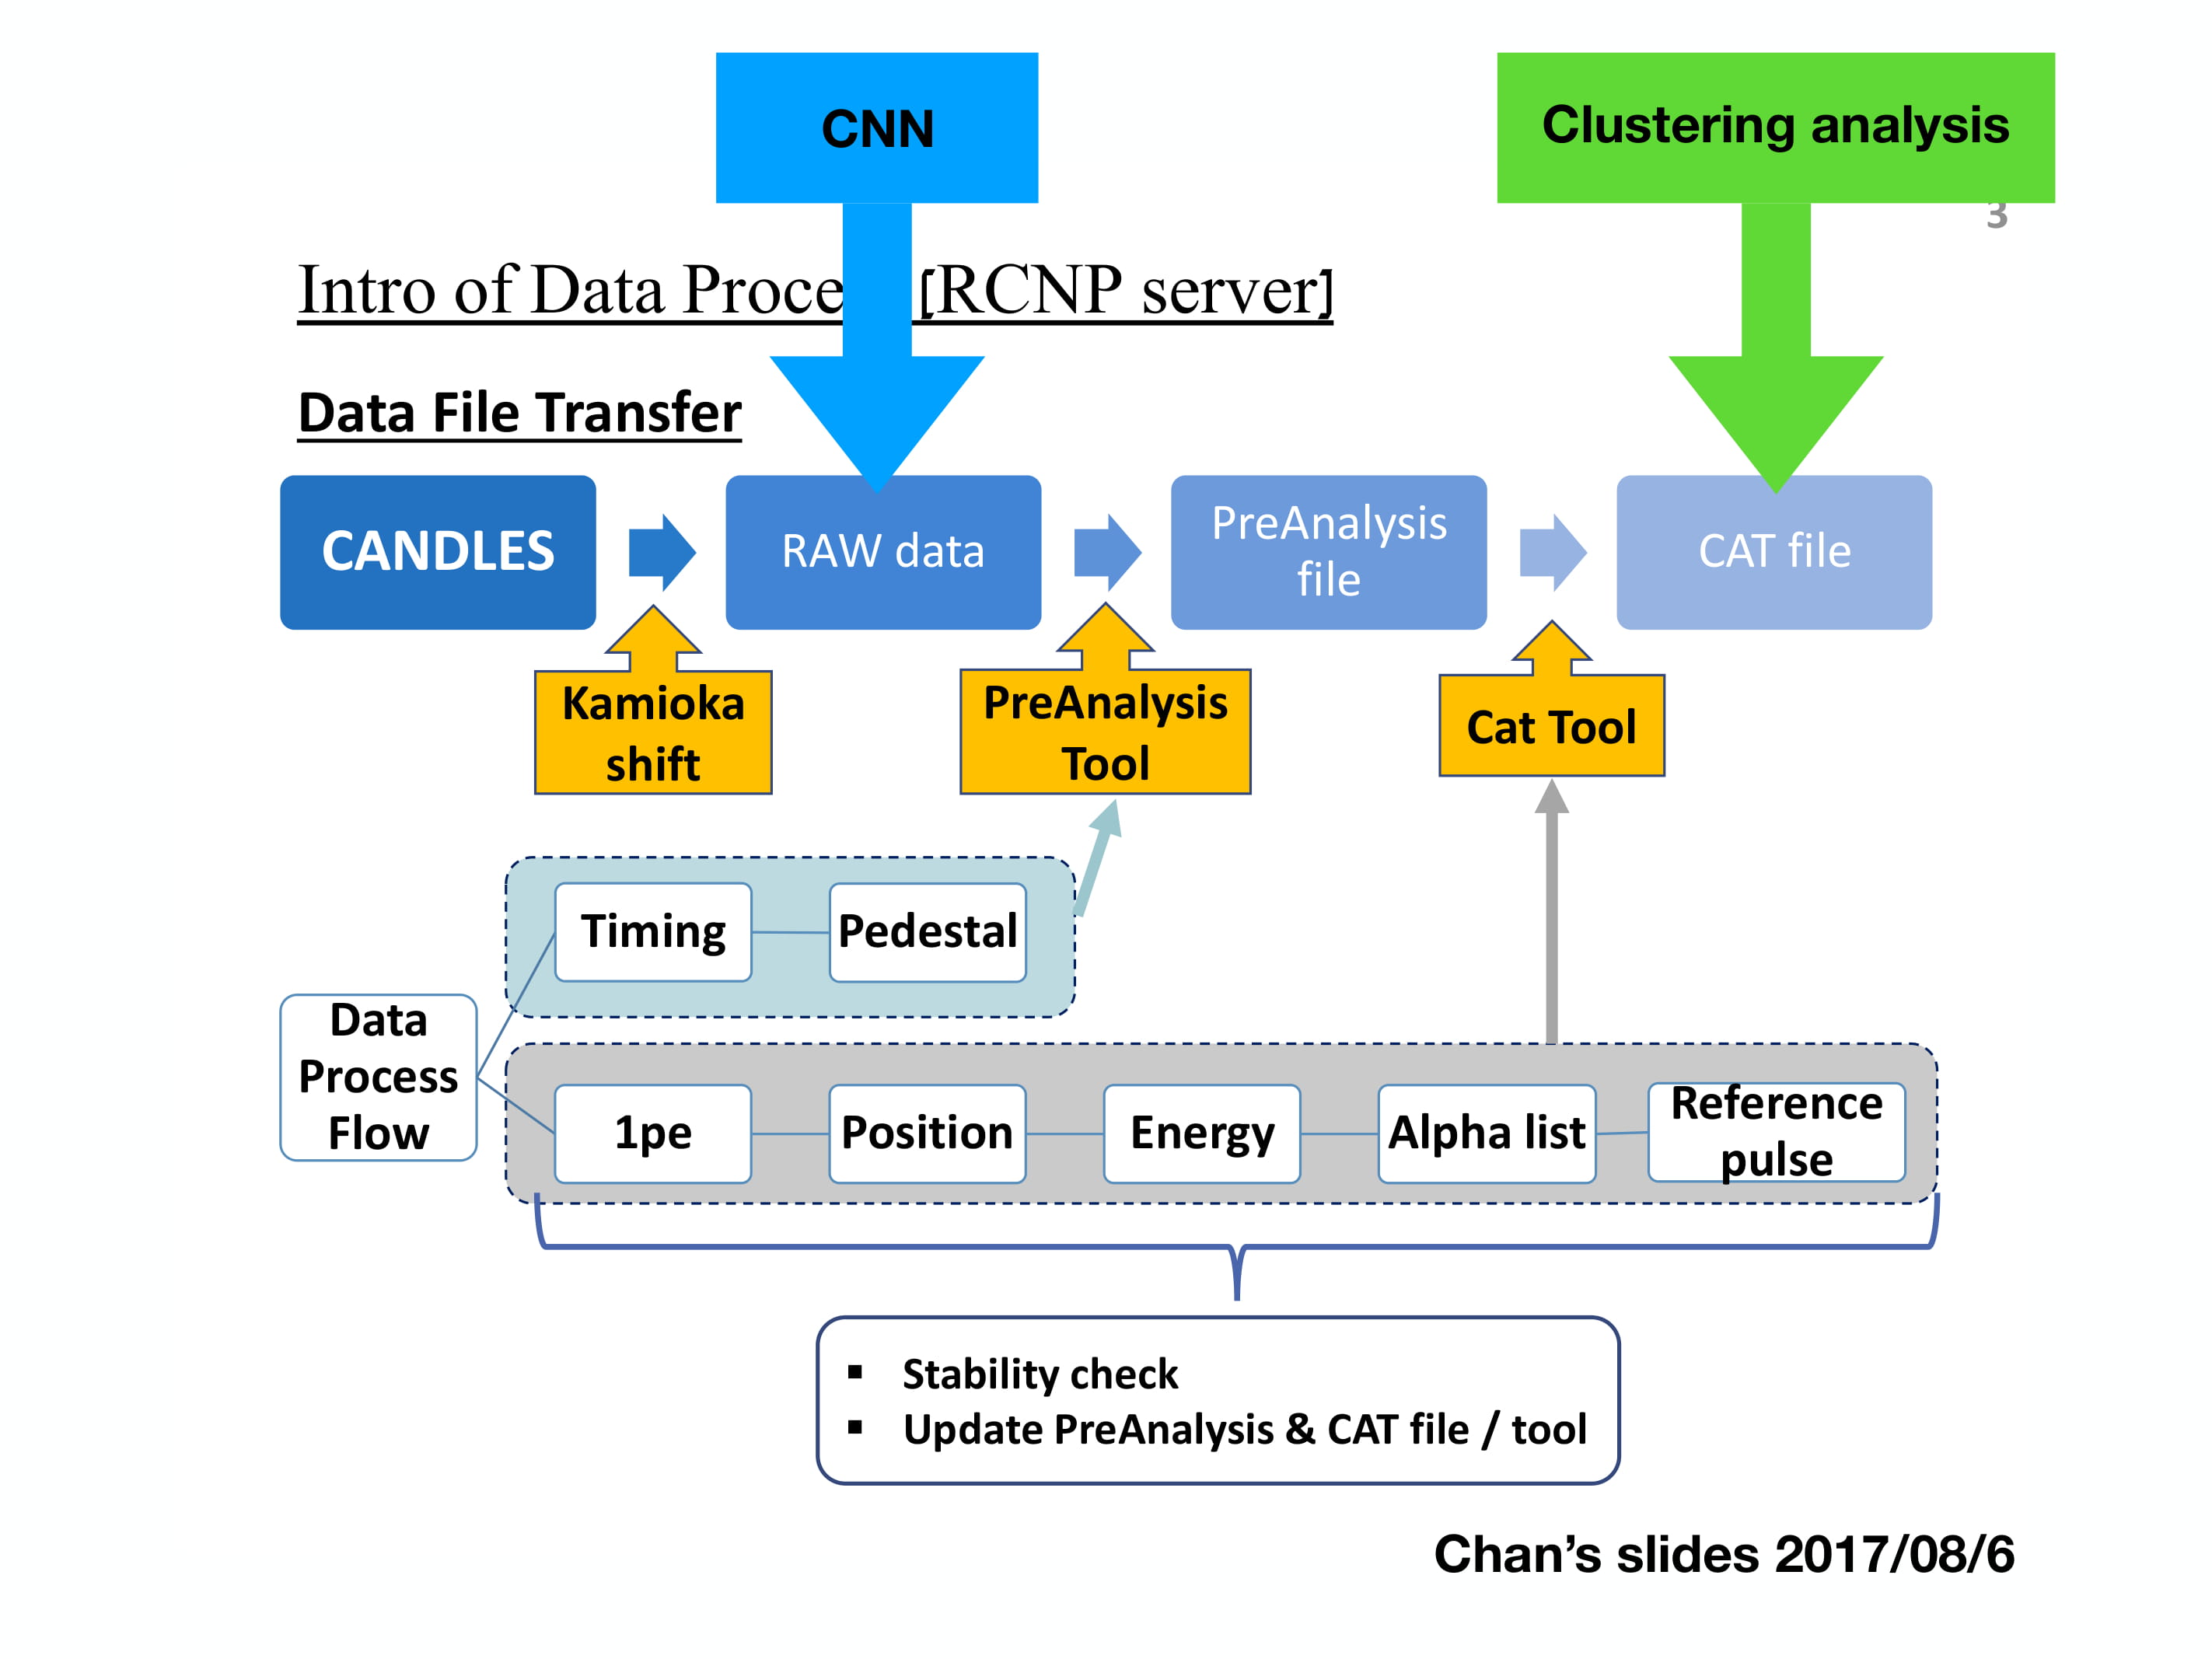 CNN
Clustering analysis
3
Intro of Data Proce [RCNP server]
Data File Transfer
CANDLES
RAW data
PreAnalysis
file
CAT file
Kamioka
shift
PreAnalysis
Tool
Cat Tool
Timing
Pedestal
Data
Process
Flow
1pe
Position
Energy
Alpha list
Reference
pulse
▪ Stability check
▪ Update PreAnalysis & CAT file / tool
Chan’s slides 2017/08/6